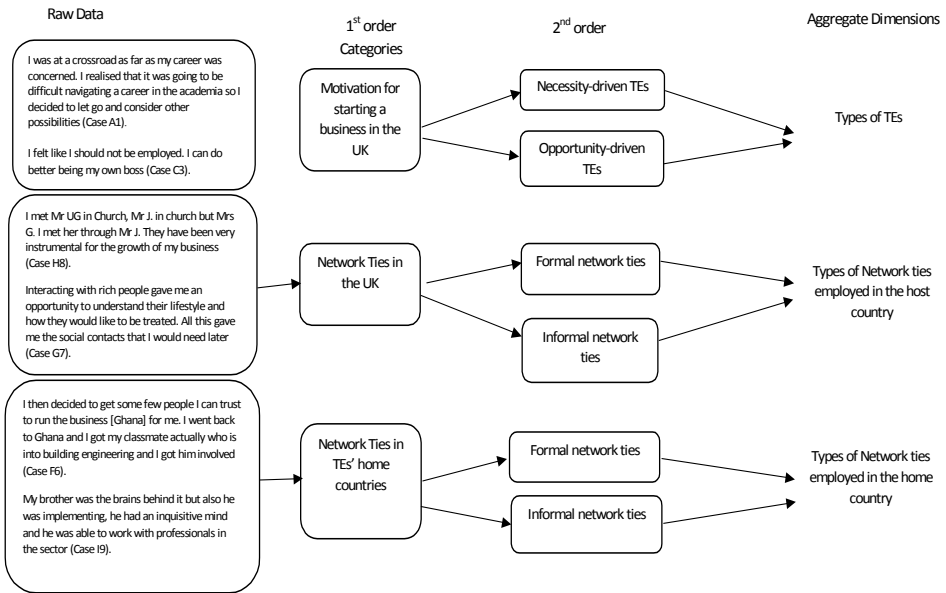 Raw Data
1st order
Categories
2nd order
Aggregate Dimensions
I was at a crossroad as far as my career was
concerned. I realised that it was going to be
difficult navigating a career in the academia so I
decided to let go and consider other
possibilities (Case A1).
I felt like I should not be employed. I can do
better being my own boss (Case C3).
Motivation for
starting a
business in the
UK
Necessity-driven TEs
Opportunity-driven
TEs
Types of TEs
I met Mr UG in Church, Mr J. in church but Mrs
G. I met her through Mr J. They have been very
instrumental for the growth of my business
(Case H8).
Interacting with rich people gave me an
opportunity to understand their lifestyle and
how they would like to be treated. All this gave
me the social contacts that I would need later
(Case G7).
Network Ties in
the UK
Formal network ties
Informal network
ties
Types of Network ties
employed in the host
country
I then decided to get some few people I can trust
to run the business [Ghana] for me. I went back
to Ghana and I got my classmate actually who is
into building engineering and I got him involved
(Case F6).
My brother was the brains behind it but also he
was implementing, he had an inquisitive mind
and he was able to work with professionals in
the sector (Case I9).
Network Ties in
TEs' home
countries
Formal network ties
Informal network ties
Types of Network ties
employed in the home
country